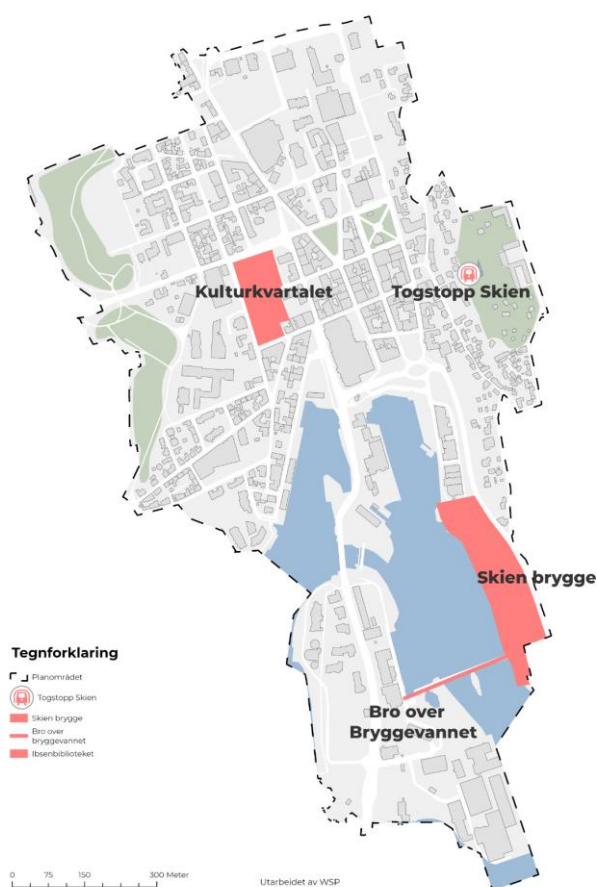 Kulturkvartalet
Togstopp Skien
Skien brygge
Bro over
Bryggevannet
Tegnforklaring
Planområdet
Togstopp Skien
Skien brygge
Bro over
bryggevannet
Ibsenbiblioteket
0 75 150 300 Meter
Utarbeidet av WSP